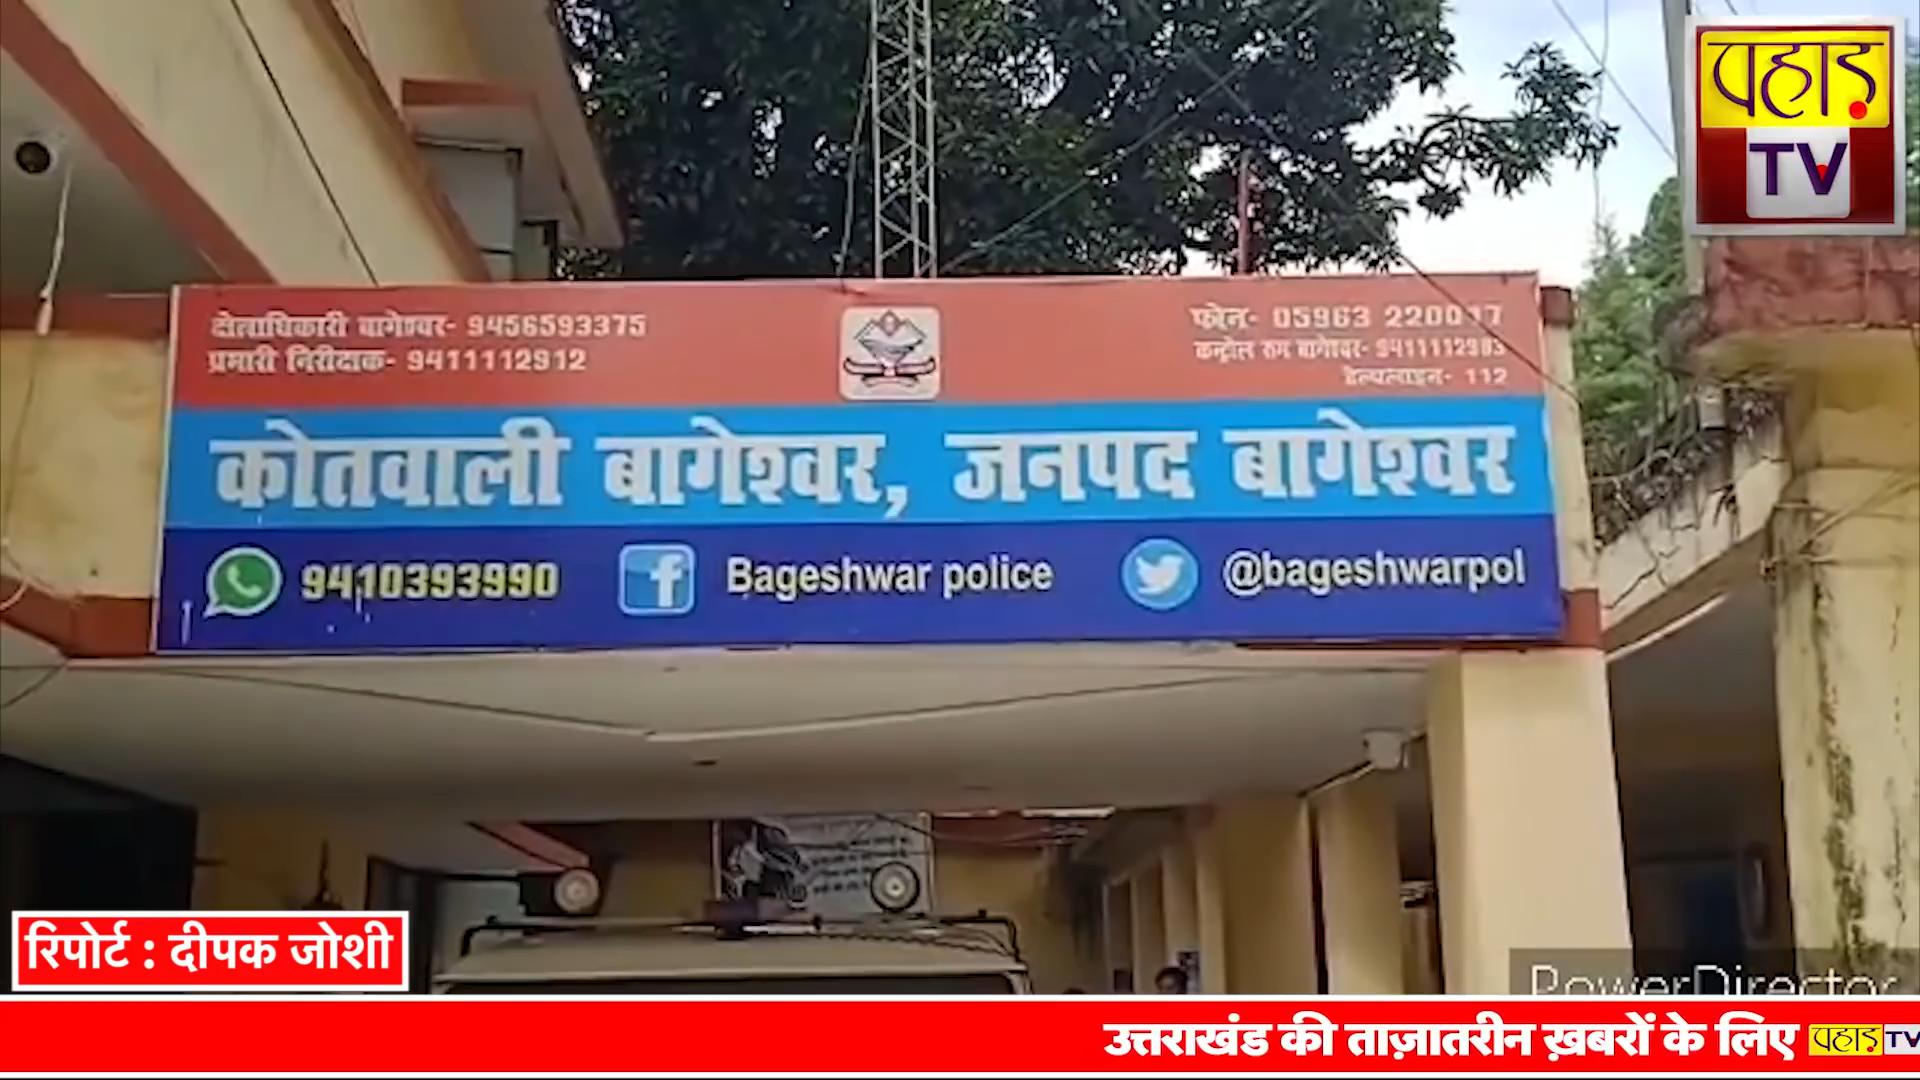 पहाड़
TV
क्षेत्राधिकारी बागेश्वर- 9456593375
प्रभारी निरीक्षक- 9411112912
फोन- 05963 220017
कन्ट्रोल रुम बागेश्वर- 9411112983
हेल्पलाइन- 112
कोतवाली बागेश्वर, जनपद बागेश्वर
9410393990
Bageshwar police
@bageshwarpol
रिपोर्ट : दीपक जोशी
PowerDirector
उत्तराखंड की ताज़ातरीन ख़बरों के लिए पहाड़ TV